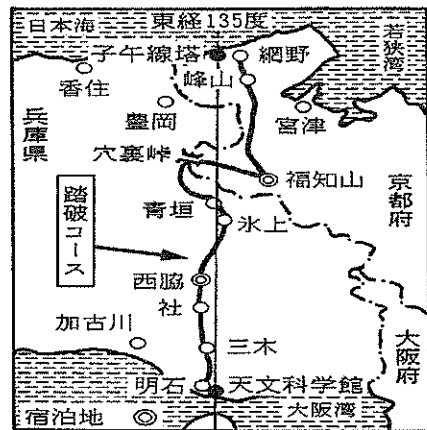 日本海
東経135度
若狭湾
子午線塔
網野
峰山
香住
豊岡
宮津
兵庫県
穴裏峠
福知山
京都府
青垣
氷上
踏破コース
西脇
社
加古川
三木
大阪府
明石
天文科学館
大阪湾
宿泊地